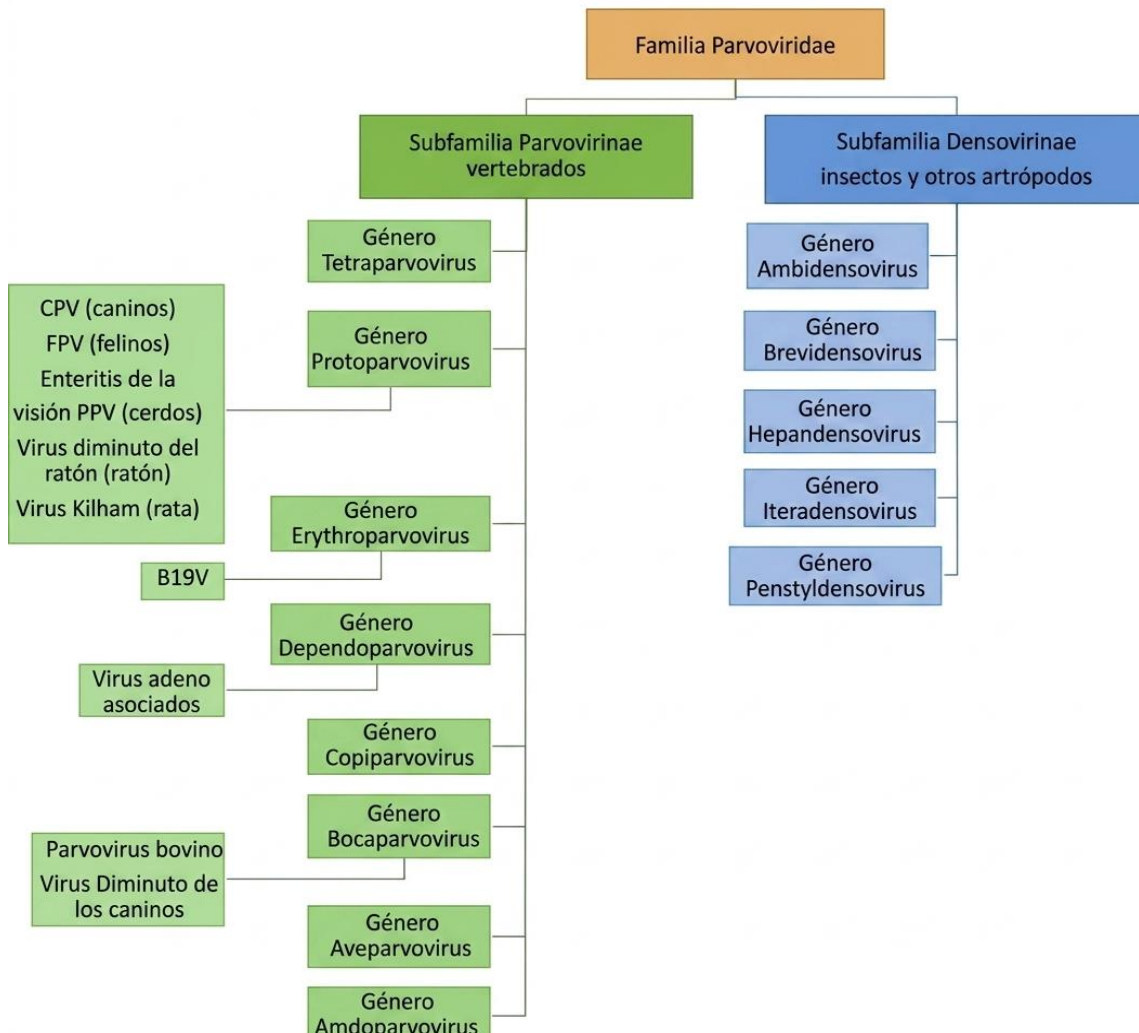 Familia Parvoviridae
Subfamilia Parvovirinae
vertebrados
Subfamilia Densovirinae
insectos y otros artrópodos
Género
Tetraparvovirus
Género
Protoparvovirus
CPV (caninos)
FPV (felinos)
Enteritis de la
visión PPV (cerdos)
Virus diminuto del
ratón (ratón)
Virus Kilham (rata)
Género
Erythroparvovirus
B19V
Género
Dependoparvovirus
Virus adeno
asociados
Género
Copiparvovirus
Género
Bocaparvovirus
Parvovirus bovino
Virus Diminuto de
los caninos
Género
Aveparvovirus
Género
Amdoparvovirus
Género
Ambidensovirus
Género
Brevidensovirus
Género
Hepandensovirus
Género
Iteradensovirus
Género
Penstyldensovirus